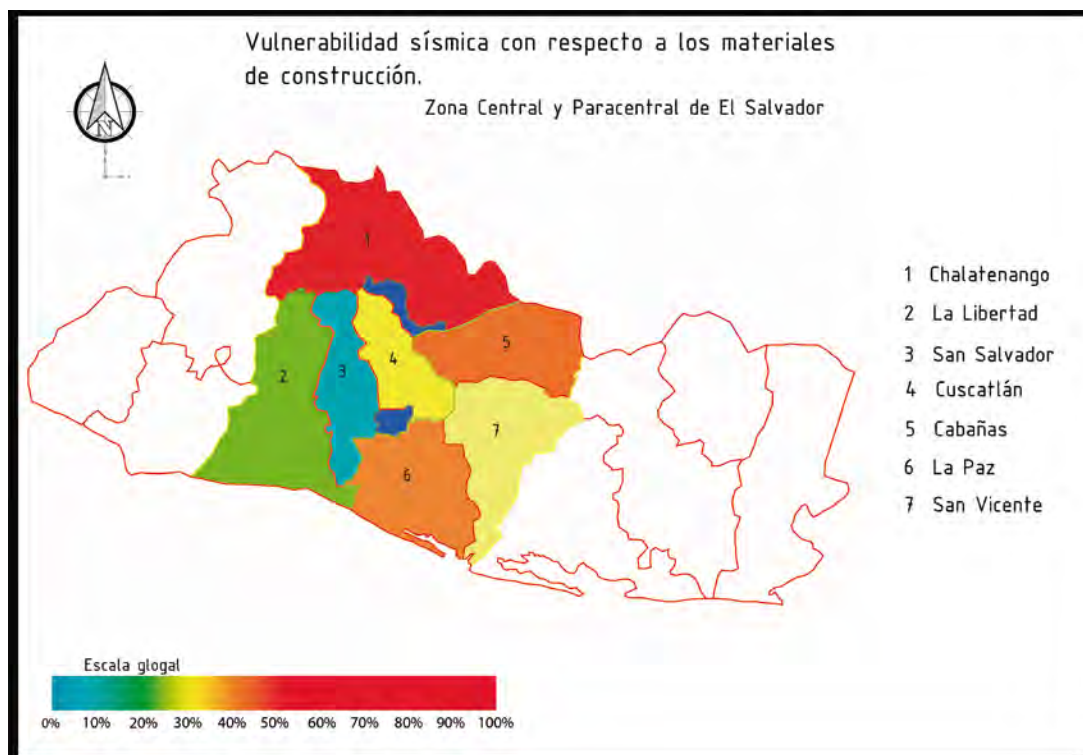 Vulnerabilidad sísmica con respecto a los materiales
de construcción.
Zona Central y Paracentral de El Salvador
N
1
2
3
4
5
6
7
1 Chalatenango
2 La Libertad
3 San Salvador
4 Cuscatlán
5 Cabañas
6 La Paz
7 San Vicente
Escala glogal
0% 10% 20% 30% 40% 50% 60% 70% 80% 90% 100%